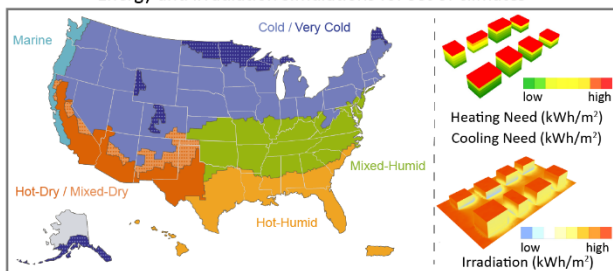 Marine
Cold / Very Cold
Mixed-Humid
Hot-Dry / Mixed-Dry
Hot-Humid
low high
Heating Need (kWh/m²)
Cooling Need (kWh/m²)
low high
Irradiation (kWh/m²)